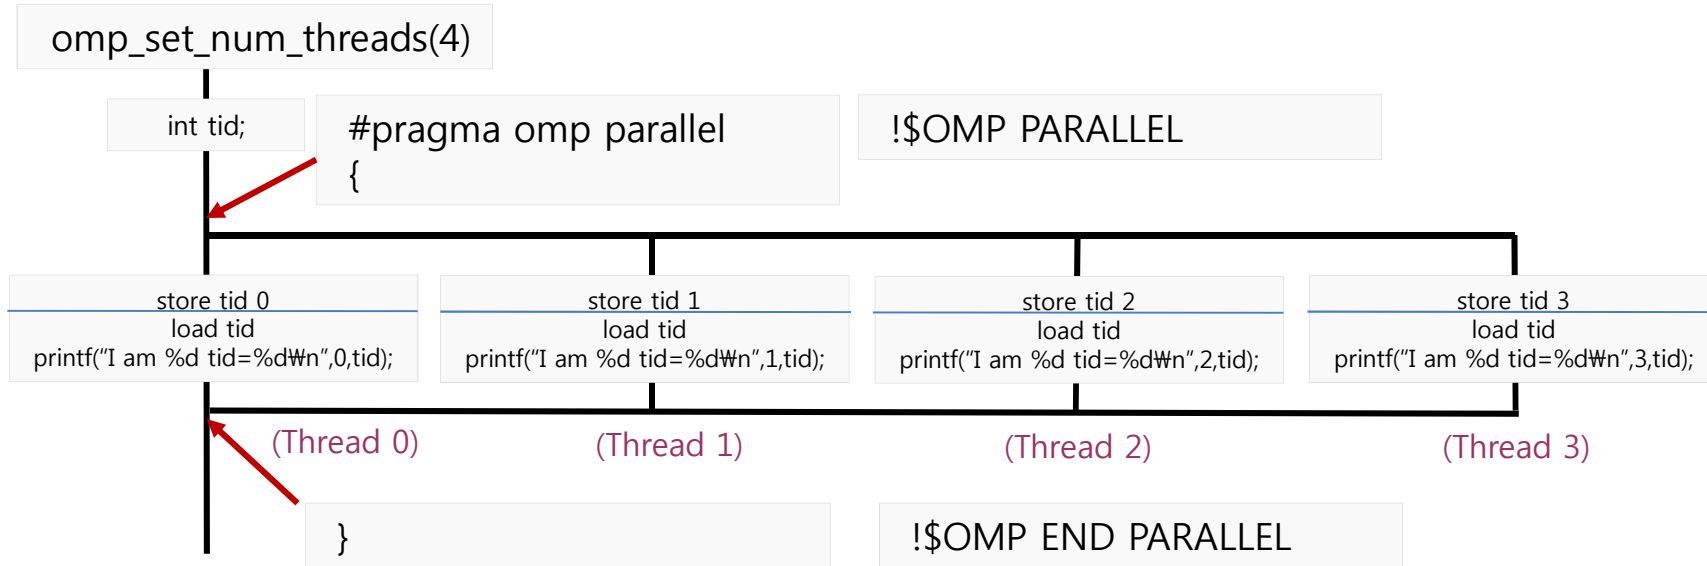 omp_set_num_threads(4)
int tid;
#pragma omp parallel
{
!$OMP PARALLEL
store tid 0
load tid
printf("I am %d tid=%d₩n",0,tid);
store tid 1
load tid
printf("I am %d tid=%d₩n",1,tid);
store tid 2
load tid
printf("I am %d tid=%d₩n",2,tid);
store tid 3
load tid
printf("I am %d tid=%d₩n",3,tid);
(Thread 0)
(Thread 1)
(Thread 2)
(Thread 3)
}
!$OMP END PARALLEL